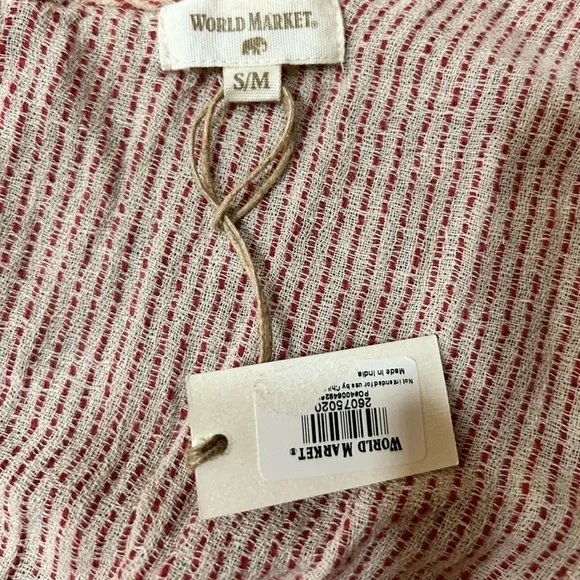 WORLD MARKET®
S/M
WORLD MARKET®
26075020
Not intended for use by
Made in India